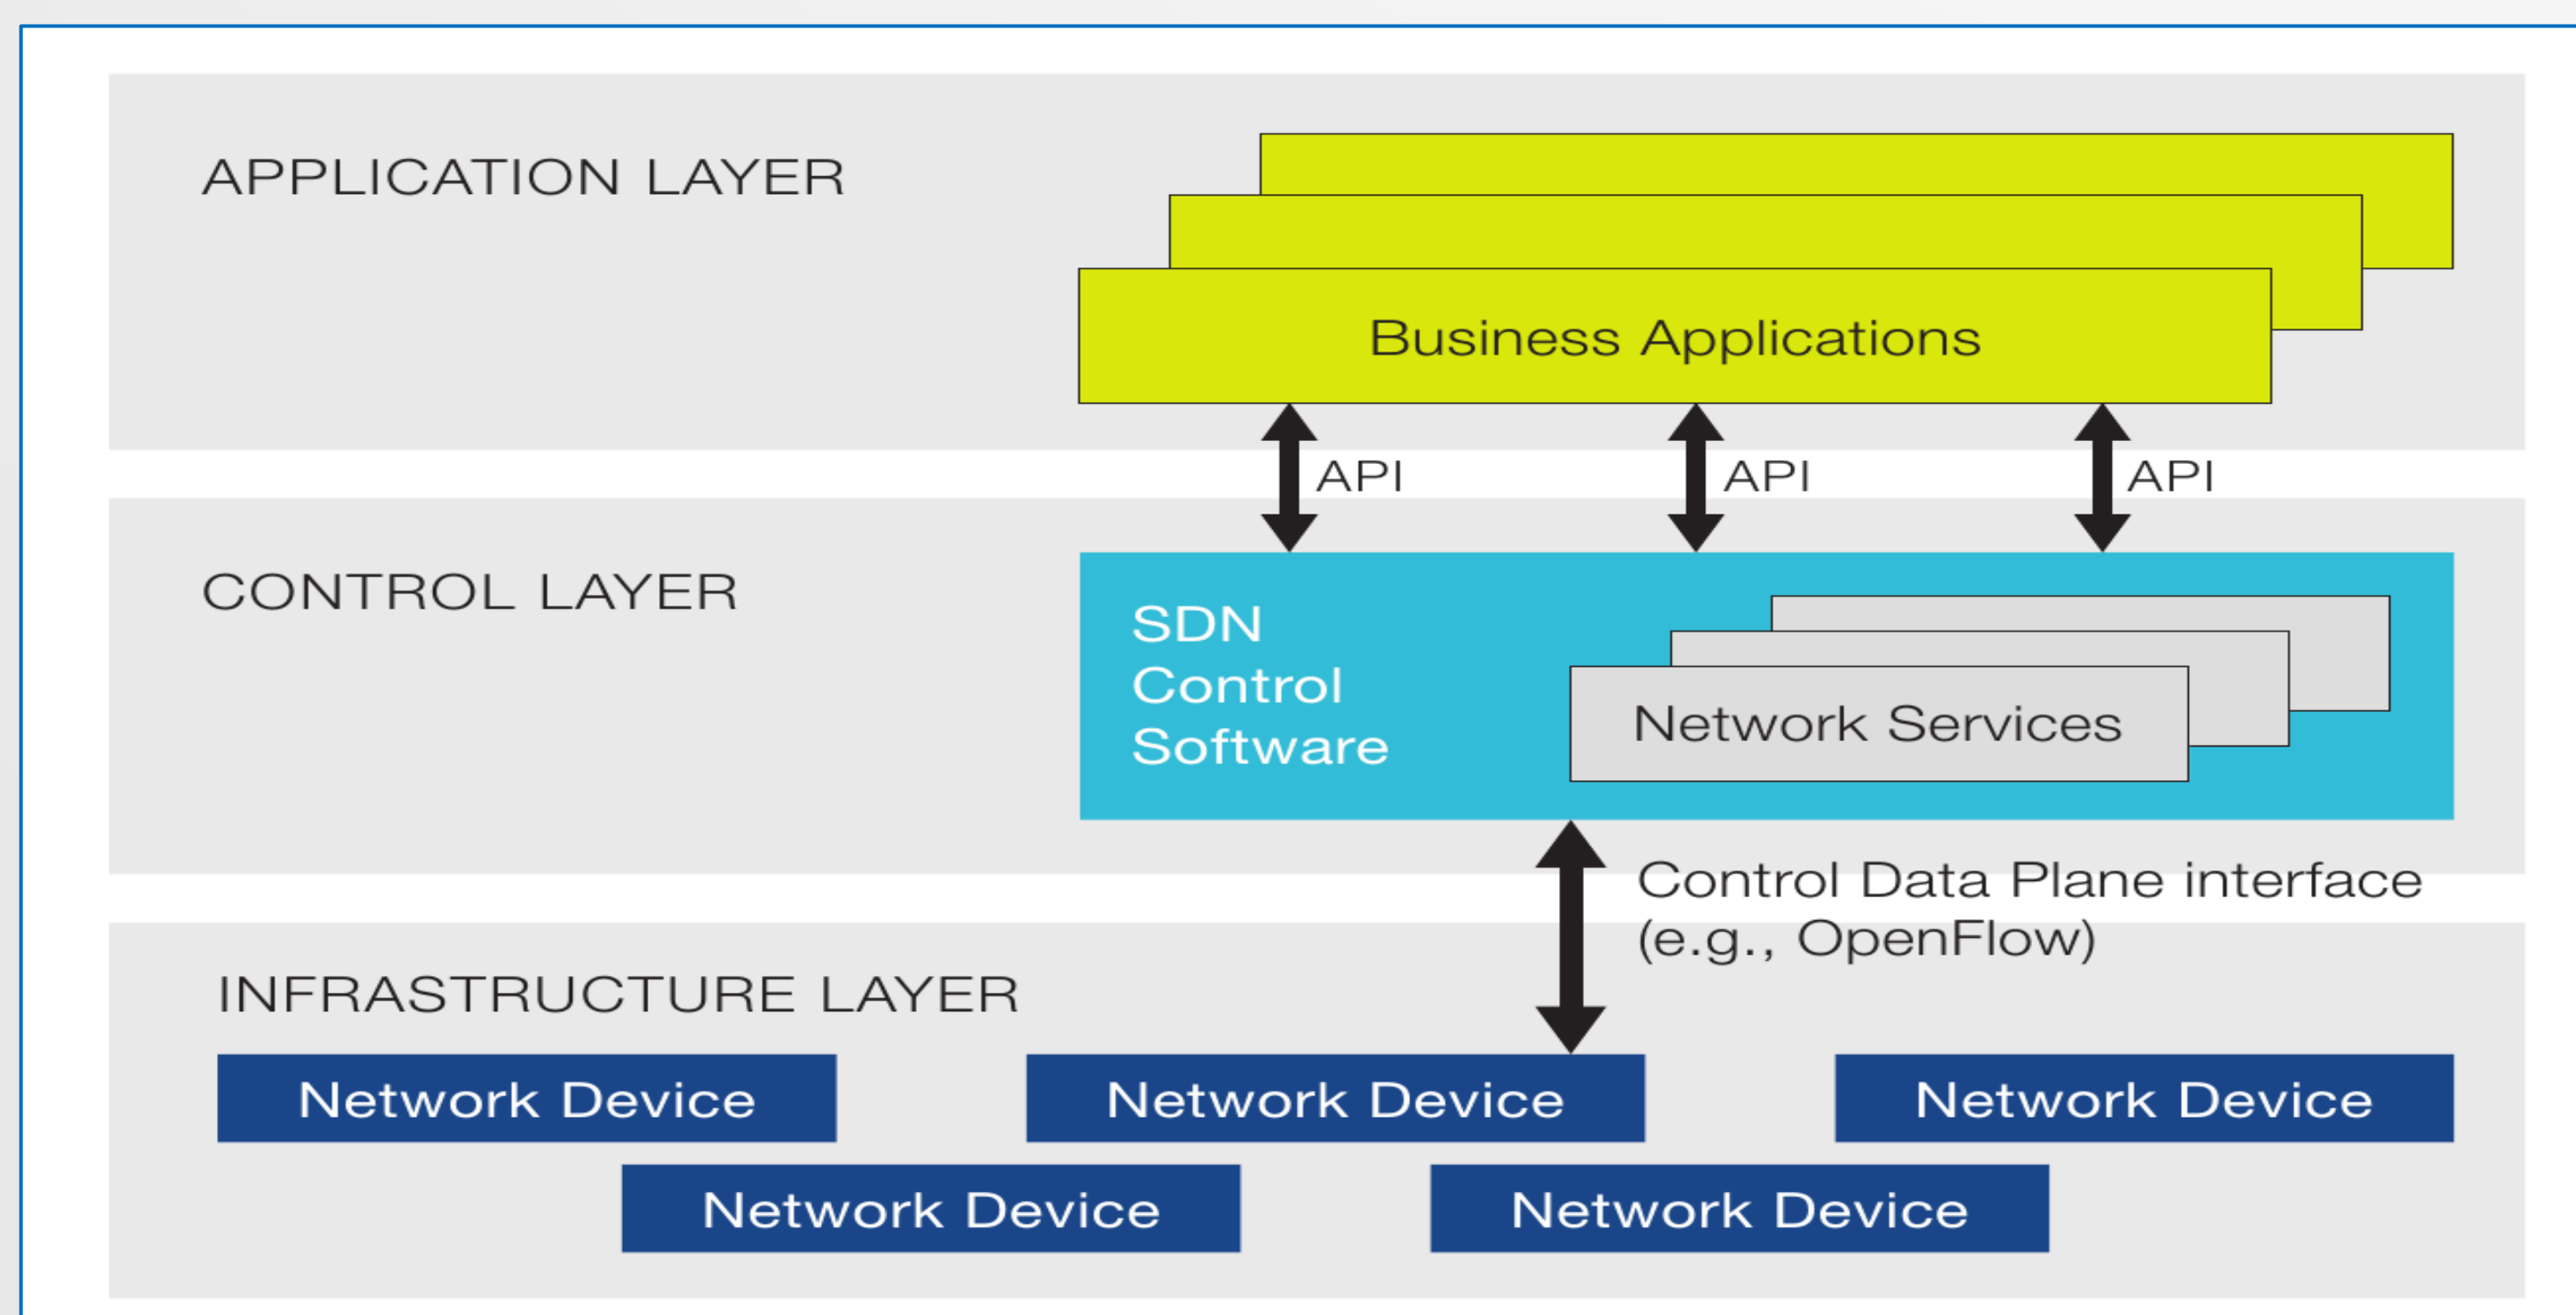 APPLICATION LAYER
Business Applications
API
API
API
CONTROL LAYER
SDN
Control
Software
Network Services
Control Data Plane interface
(e.g., OpenFlow)
INFRASTRUCTURE LAYER
Network Device
Network Device
Network Device
Network Device
Network Device